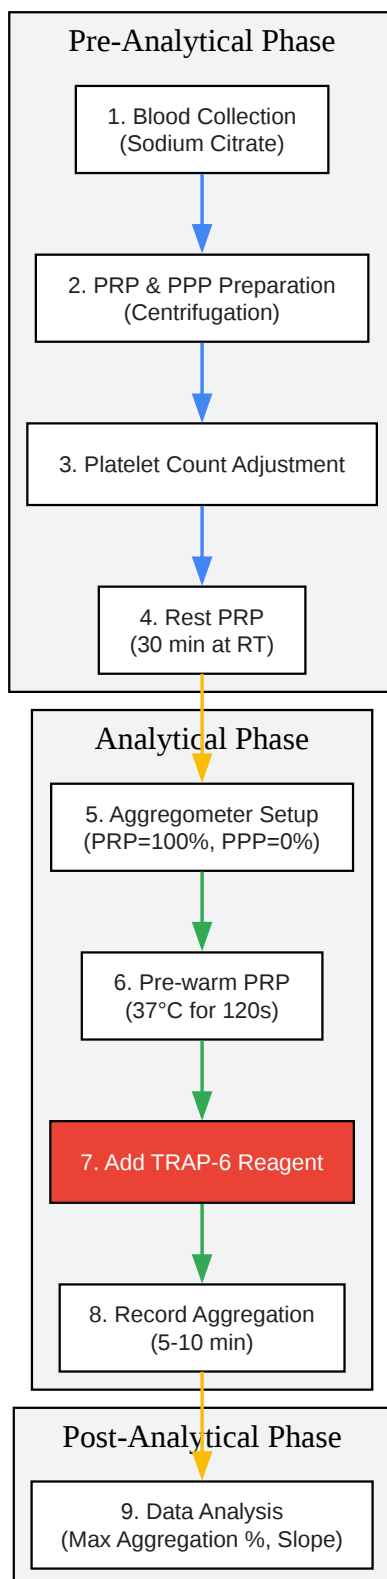 Pre-Analytical Phase
1. Blood Collection
(Sodium Citrate)
2. PRP & PPP Preparation
(Centrifugation)
3. Platelet Count Adjustment
4. Rest PRP
(30 min at RT)
Analytical Phase
5. Aggregometer Setup
(PRP=100%, PPP=0%)
6. Pre-warm PRP
(37°C for 120s)
7. Add TRAP-6 Reagent
8. Record Aggregation
(5-10 min)
Post-Analytical Phase
9. Data Analysis
(Max Aggregation %, Slope)